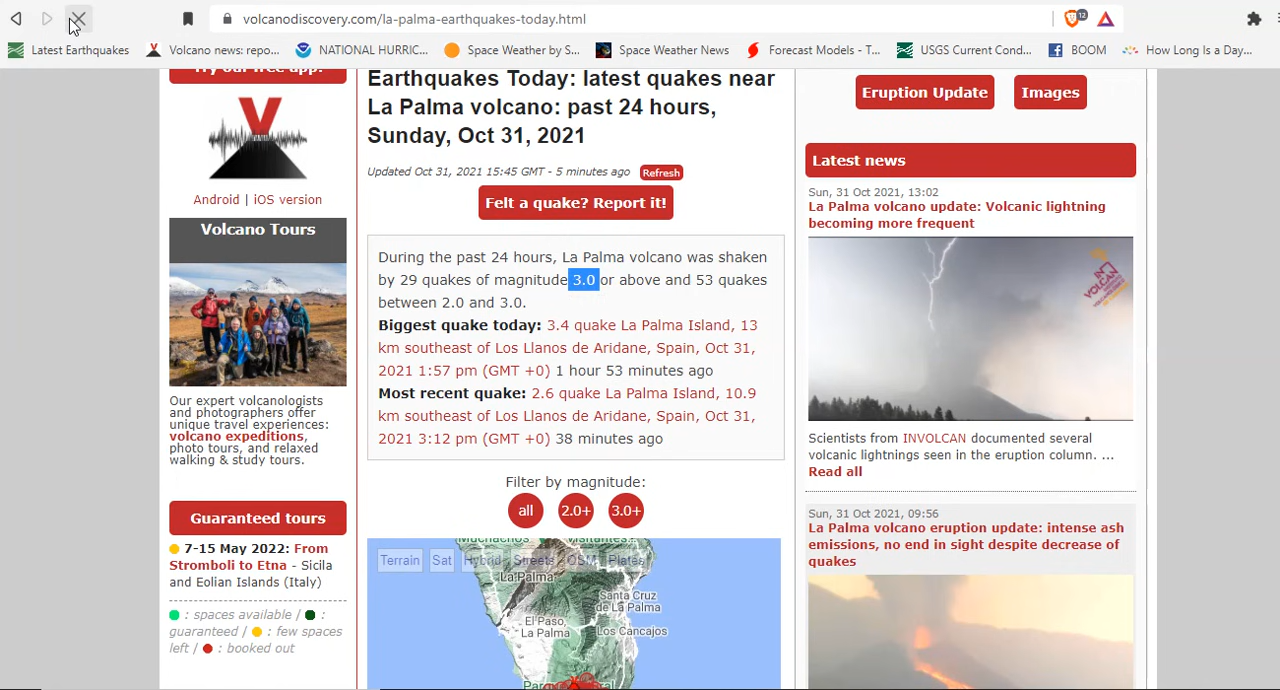 volcanodiscovery.com/la-palma-earthquakes-today.html
12
Latest Earthquakes
Volcano news: repo...
NATIONAL HURRIC...
Space Weather by S...
Space Weather News
Forecast Models - T...
USGS Current Cond...
BOOM
How Long Is a Day...
Try our free app!
Android | iOS version
Volcano Tours
Our expert volcanologists
and photographers offer
unique travel experiences:
volcano expeditions,
photo tours, and relaxed
walking & study tours.
Guaranteed tours
7-15 May 2022: From
Stromboli to Etna - Sicila
and Eolian Islands (Italy)
: spaces available / :
guaranteed / : few spaces
left / : booked out
Earthquakes Today: latest quakes near
La Palma volcano: past 24 hours,
Sunday, Oct 31, 2021
Updated Oct 31, 2021 15:45 GMT - 5 minutes ago Refresh
Felt a quake? Report it!
During the past 24 hours, La Palma volcano was shaken
by 29 quakes of magnitude 3.0 or above and 53 quakes
between 2.0 and 3.0.
Biggest quake today: 3.4 quake La Palma Island, 13
km southeast of Los Llanos de Aridane, Spain, Oct 31,
2021 1:57 pm (GMT +0) 1 hour 53 minutes ago
Most recent quake: 2.6 quake La Palma Island, 10.9
km southeast of Los Llanos de Aridane, Spain, Oct 31,
2021 3:12 pm (GMT +0) 38 minutes ago
Filter by magnitude:
all 2.0+ 3.0+
Terrain Sat Hybrid Streets OSM Plates
La Palma
Santa Cruz
de La Palma
El Paso,
La Palma
Los Cancajos
Eruption Update
Images
Latest news
Sun, 31 Oct 2021, 13:02
La Palma volcano update: Volcanic lightning
becoming more frequent
INVOLCAN
Scientists from INVOLCAN documented several
volcanic lightnings seen in the eruption column. ...
Read all
Sun, 31 Oct 2021, 09:56
La Palma volcano eruption update: intense ash
emissions, no end in sight despite decrease of
quakes